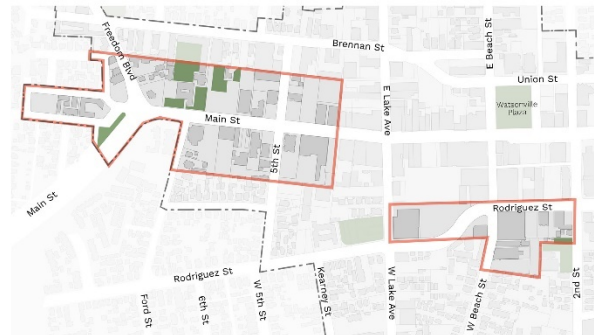 Freedom Blvd
Brennan St
E Beach St
Union St
E Lake Ave
Watsonville
Plaza
Main St
5th St
Main St
Rodriguez St
Rodriguez St
Ford St
6th St
W 5th St
Kearney St
W Lake Ave
W Beach St
2nd St